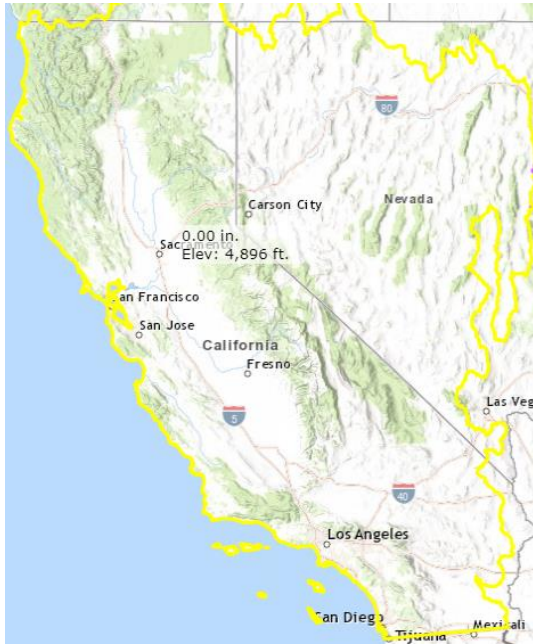 80
Carson City
Nevada
0.00 in.
Sacramento
Elev: 4,896 ft.
an Francisco
San Jose
California
Fresno
Las Veg
5
40
Los Angeles
San Diego
Tijuana
Mexicali